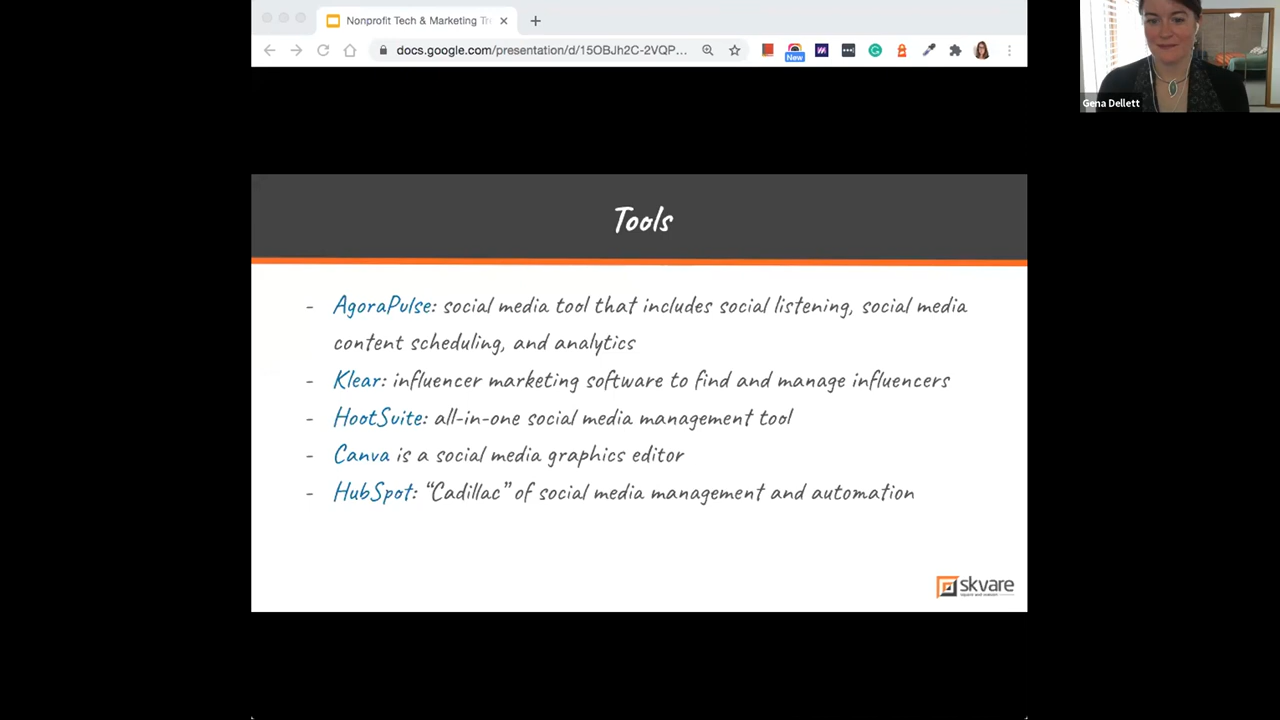 Nonprofit Tech & Marketing Tre
docs.google.com/presentation/d/15OBJh2C-2VQP...
New
Gena Dellett
Tools
- AgoraPulse: social media tool that includes social listening, social media
content scheduling, and analytics
- Klear: influencer marketing software to find and manage influencers
- HootSuite: all-in-one social media management tool
- Canva is a social media graphics editor
- HubSpot: “Cadillac” of social media management and automation
skvare